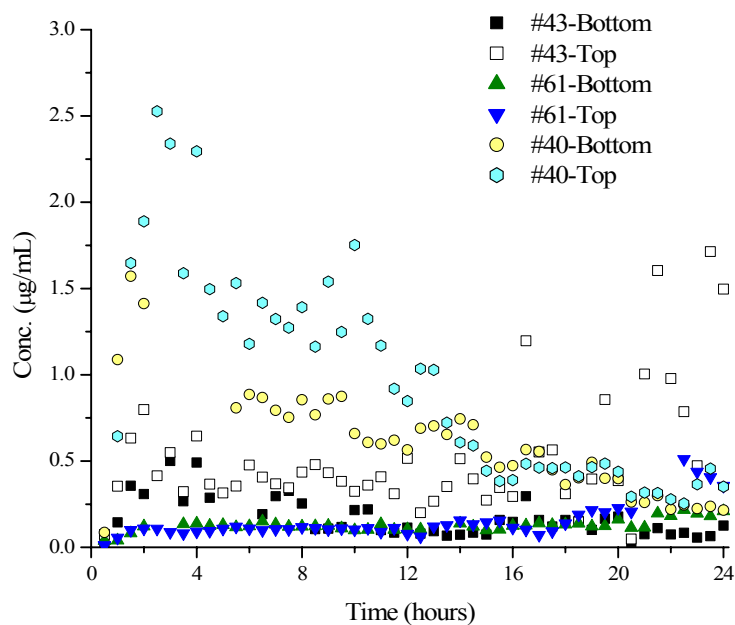 #43-Bottom
#43-Top
#61-Bottom
#61-Top
#40-Bottom
#40-Top
3.0
2.5
2.0
1.5
1.0
0.5
0.0
Conc. (μg/mL)
0 4 8 12 16 20 24
Time (hours)